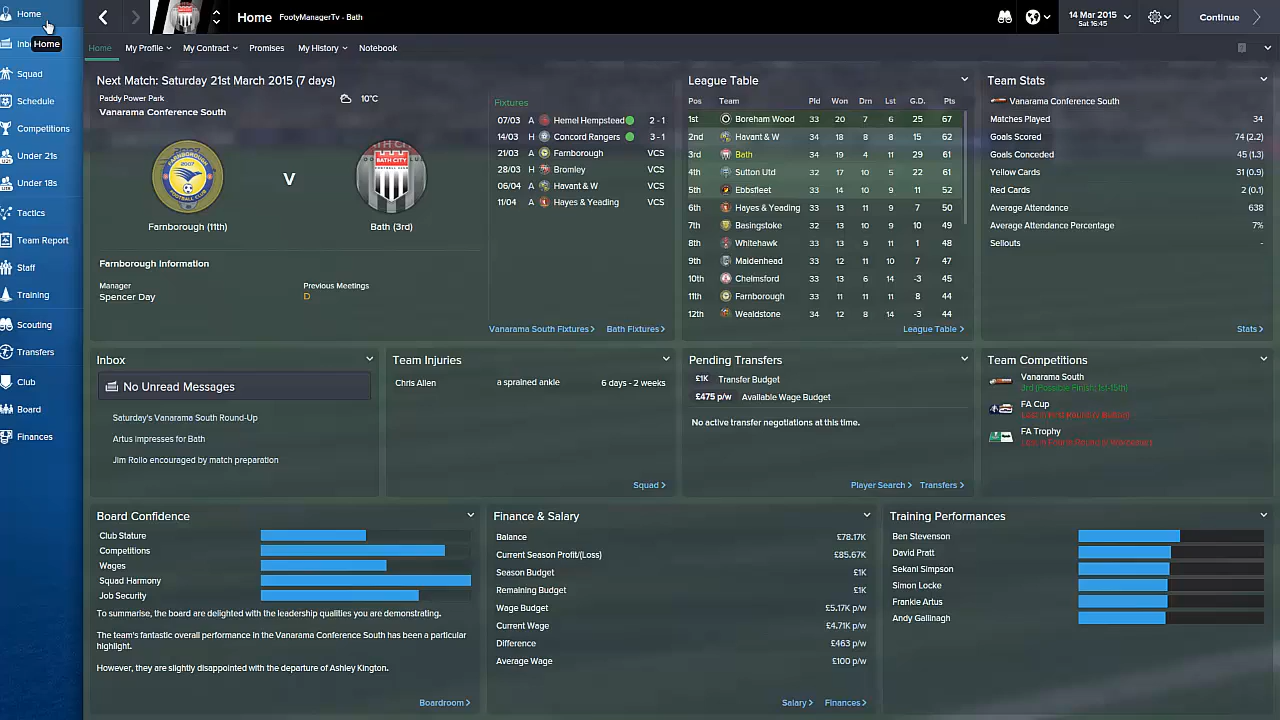 Home
Home FootyManagerTv - Bath
14 Mar 2015
Sat 16:45
Continue
Home
Squad
Schedule
Competitions
Under 21s
Under 18s
Tactics
Team Report
Staff
Training
Scouting
Transfers
Club
Board
Finances
Home My Profile My Contract Promises My History Notebook
Next Match: Saturday 21st March 2015 (7 days)
Paddy Power Park
Vanarama Conference South
10°C
2007
FARNBOROUGH
BATH CITY
V
Farnborough (11th)
Bath (3rd)
Farnborough Information
Manager
Spencer Day
Previous Meetings
D
Fixtures
07/03 A Hemel Hempstead 2 - 1
14/03 H Concord Rangers 3 - 1
21/03 A Farnborough VCS
28/03 H Bromley VCS
06/04 A Havant & W VCS
11/04 A Hayes & Yeading VCS
Vanarama South Fixtures> Bath Fixtures>
League Table
Pos Team Pld Won Drn Lst G.D. Pts
1st Boreham Wood 33 20 7 6 25 67
2nd Havant & W 34 18 8 8 15 62
3rd Bath 34 19 4 11 29 61
4th Sutton Utd 32 17 10 5 22 61
5th Ebbsfleet 33 14 10 9 11 52
6th Hayes & Yeading 33 13 11 9 7 50
7th Basingstoke 32 13 10 9 10 49
8th Whitehawk 33 13 9 11 1 48
9th Maidenhead 35 12 11 12 10 47
10th Chelmsford 33 13 6 14 -3 45
11th Farnborough 33 11 11 11 8 44
12th Wealdstone 34 12 8 14 -3 44
League Table>
Team Stats
Vanarama Conference South
Matches Played 34
Goals Scored 74 (2.2)
Goals Conceded 45 (1.3)
Yellow Cards 31 (0.9)
Red Cards 2 (0.1)
Average Attendance 638
Average Attendance Percentage 7%
Sellouts -
Stats>
Inbox
No Unread Messages
Saturday's Vanarama South Round-Up
Artus impresses for Bath
Jim Rollo encouraged by match preparation
Team Injuries
Chris Allen a sprained ankle 6 days - 2 weeks
Squad>
Pending Transfers
£1K Transfer Budget
£475 p/w Available Wage Budget
No active transfer negotiations at this time.
Player Search> Transfers>
Team Competitions
Vanarama South
3rd (Possible Finish: 1st-15th)
FA Cup
FA Trophy
Board Confidence
Club Stature
Competitions
Wages
Squad Harmony
Job Security
To summarise, the board are delighted with the leadership qualities you are demonstrating.
The team's fantastic overall performance in the Vanarama Conference South has been a particular
highlight.
However, they are slightly disappointed with the departure of Ashley Kington.
Boardroom>
Finance & Salary
Balance £78.17K
Current Season Profit/(Loss) £85.67K
Season Budget £1K
Remaining Budget £1K
Wage Budget £5.17K p/w
Current Wage £4.71K p/w
Difference £463 p/w
Average Wage £100 p/w
Salary> Finances>
Training Performances
Ben Stevenson
David Pratt
Sekani Simpson
Simon Locke
Frankie Artus
Andy Gallinagh